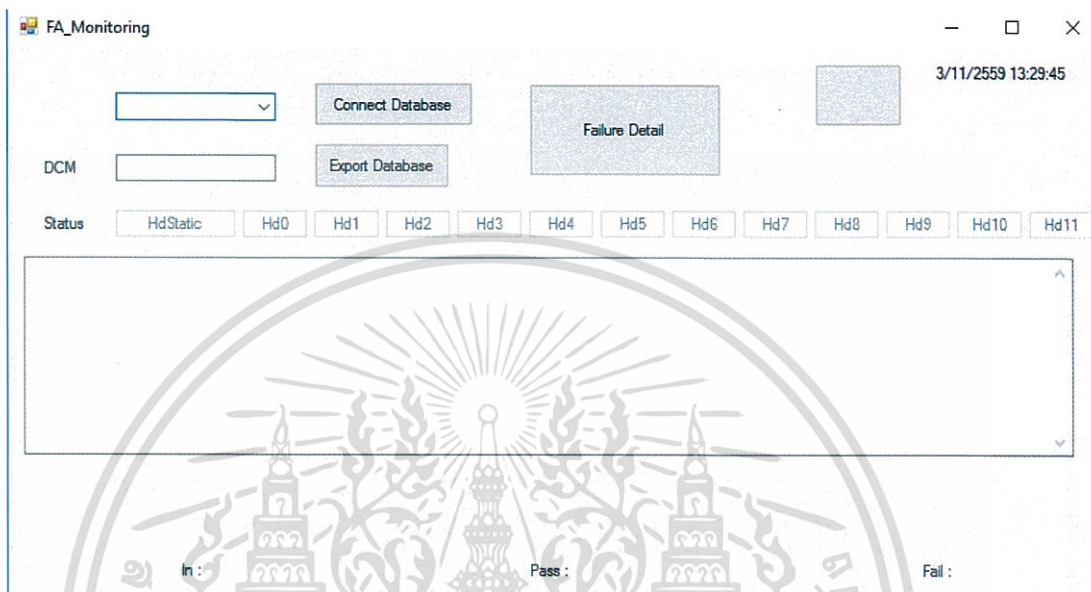 FA_Monitoring
3/11/2559 13:29:45
Connect Database
Failure Detail
DCM
Export Database
Status HdStatic Hd0 Hd1 Hd2 Hd3 Hd4 Hd5 Hd6 Hd7 Hd8 Hd9 Hd10 Hd11
In : Pass : Fail :